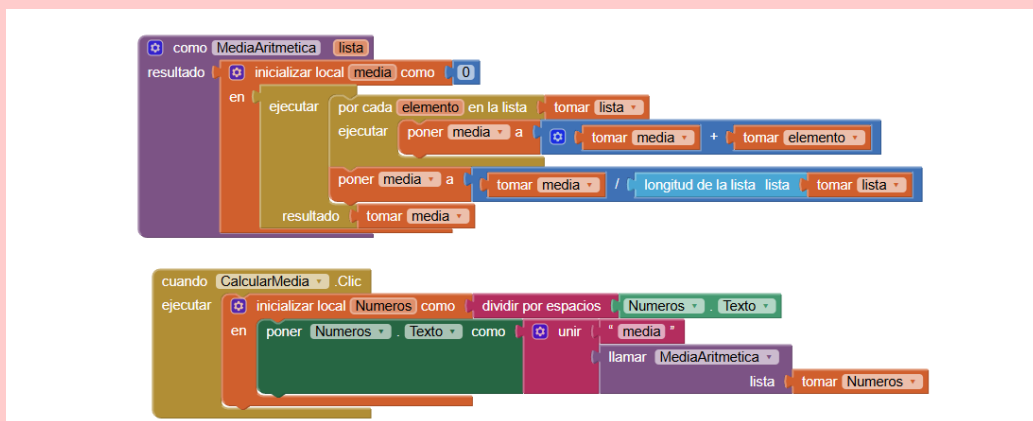 como MediaAritmetica lista
resultado inicializar local media como 0
en ejecutar por cada elemento en la lista tomar lista
ejecutar poner media a tomar media + tomar elemento
poner media a tomar media / longitud de la lista lista tomar lista
resultado tomar media
cuando CalcularMedia .Clic
ejecutar inicializar local Numeros como dividir por espacios Numeros . Texto
en poner Numeros . Texto como unir " media "
llamar MediaAritmetica
lista tomar Numeros